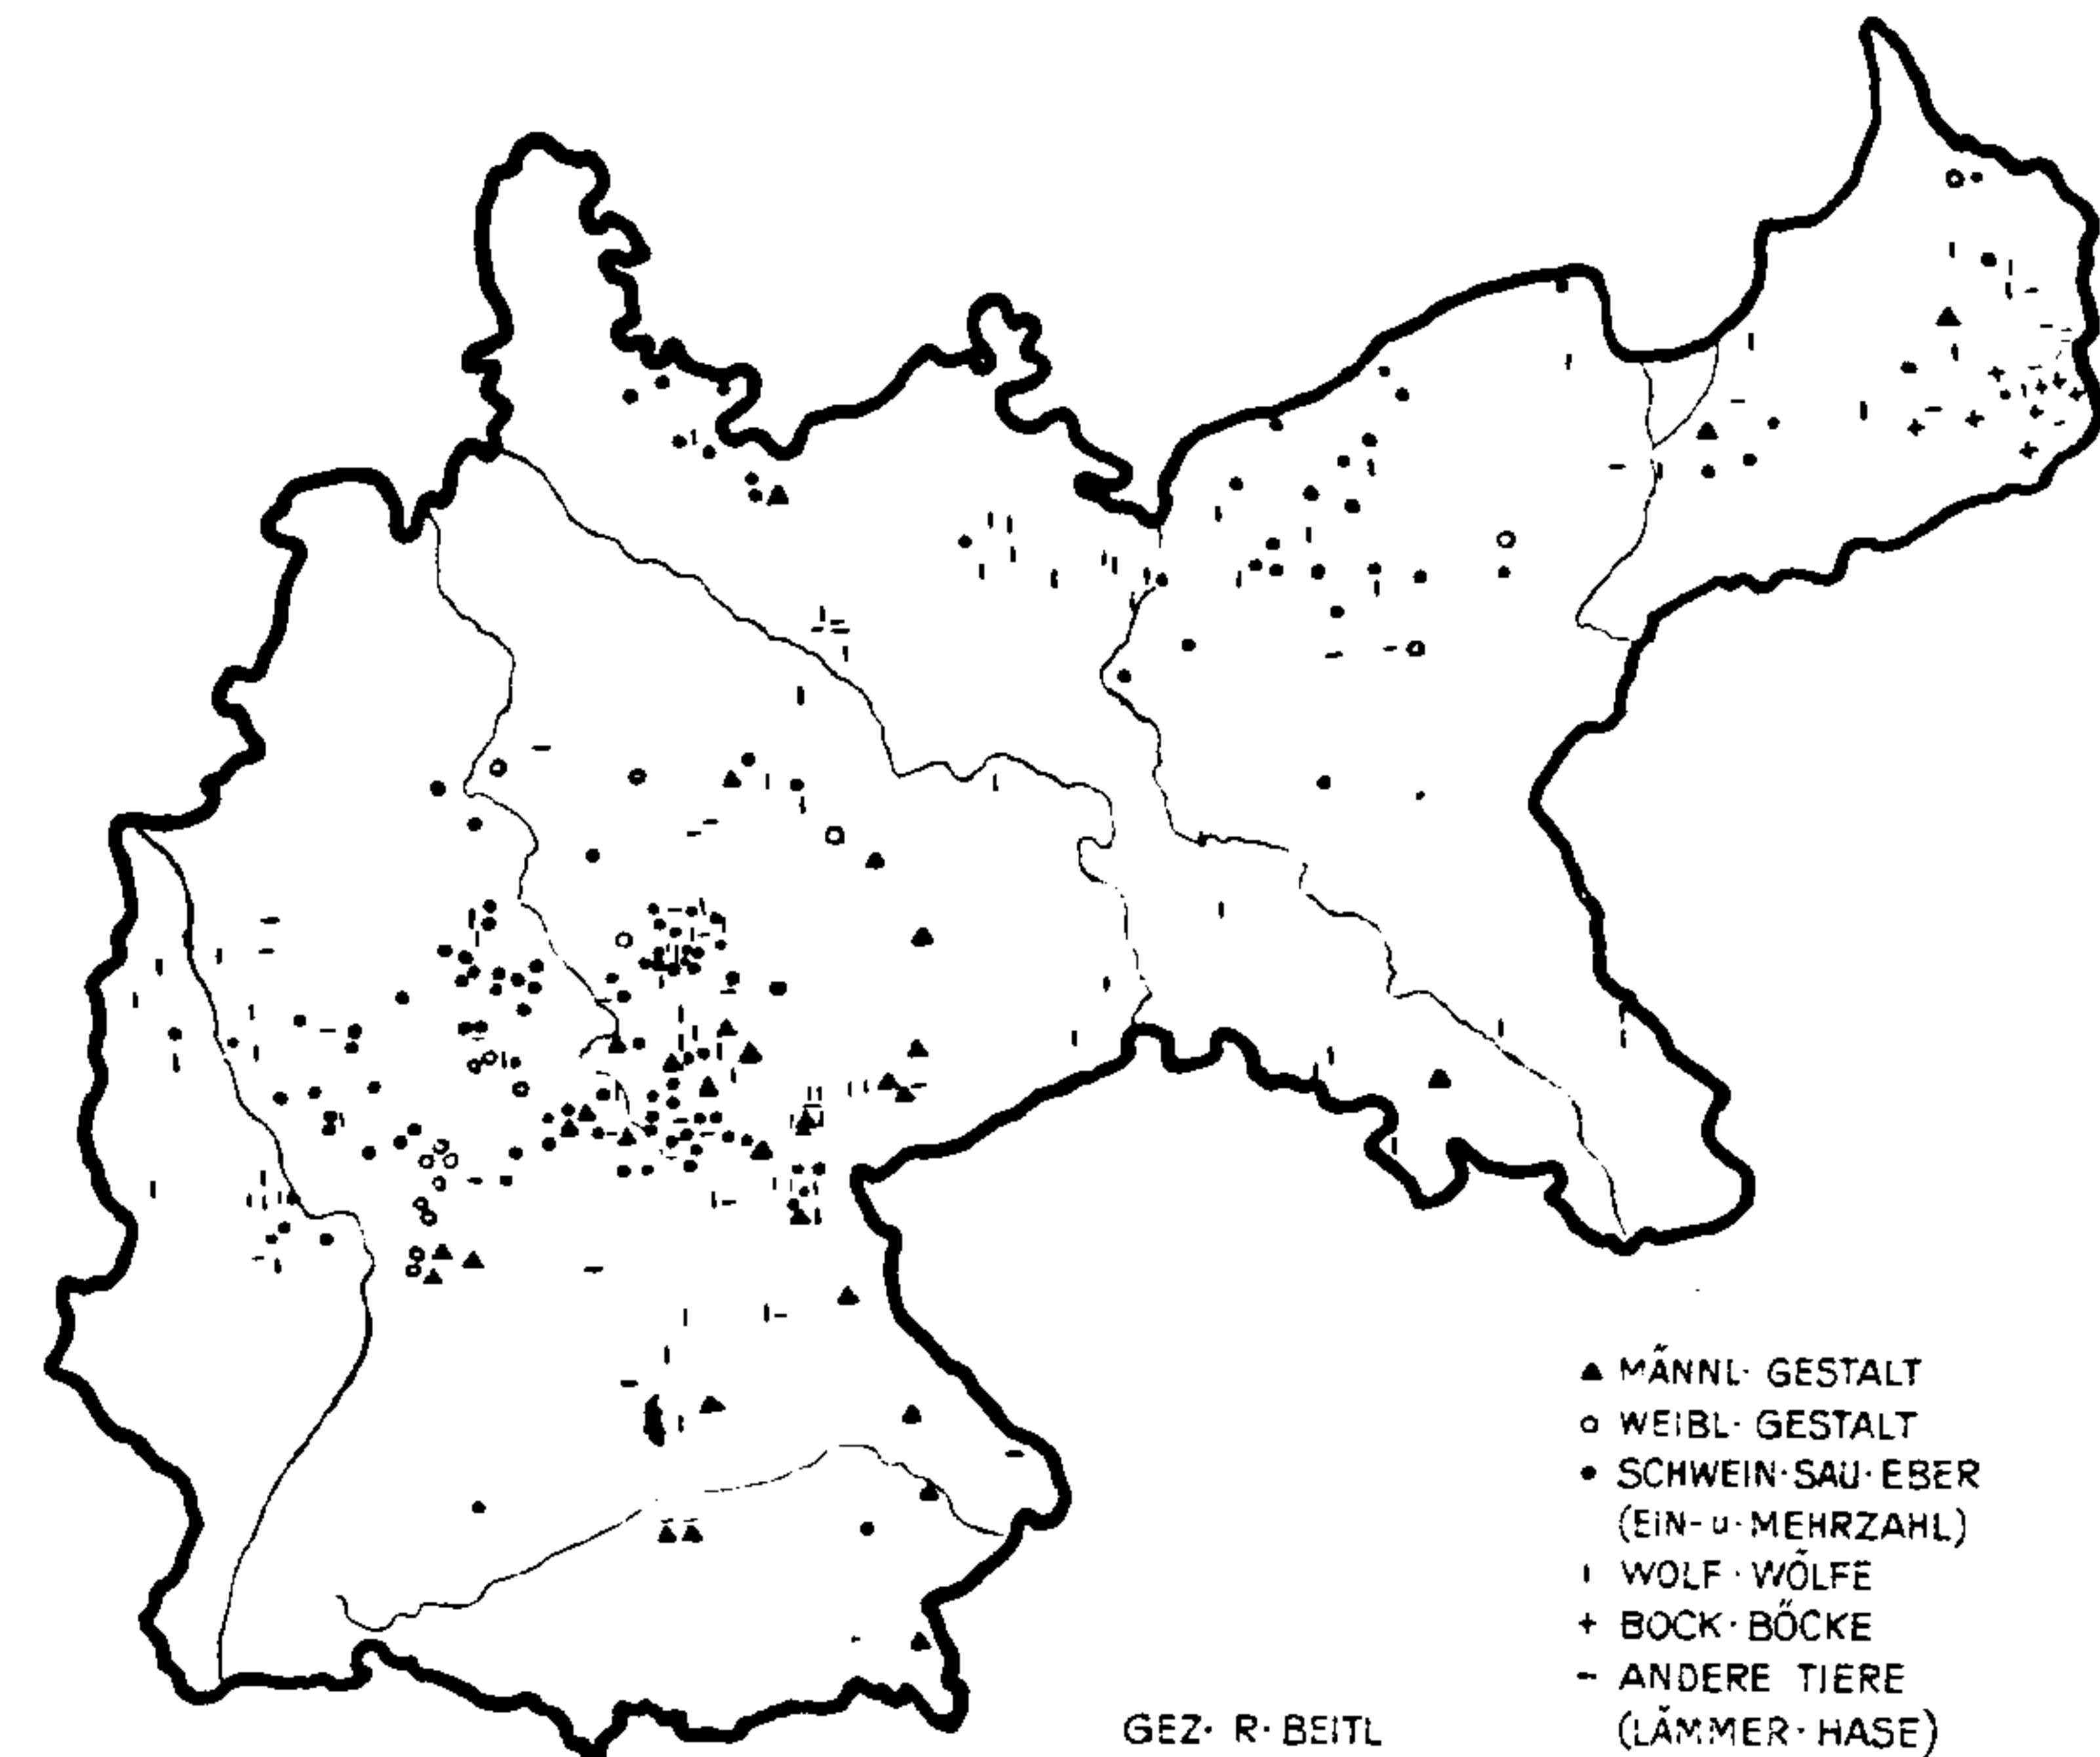 MÄNNL· GESTALT
WEIBL· GESTALT
SCHWEIN·SAU·EBER
(EIN-u·MEHRZAHL)
WOLF·WÖLFE
BOCK·BÖCKE
ANDERE TIERE
(LÄMMER·HASE)
GEZ· R·BEITL